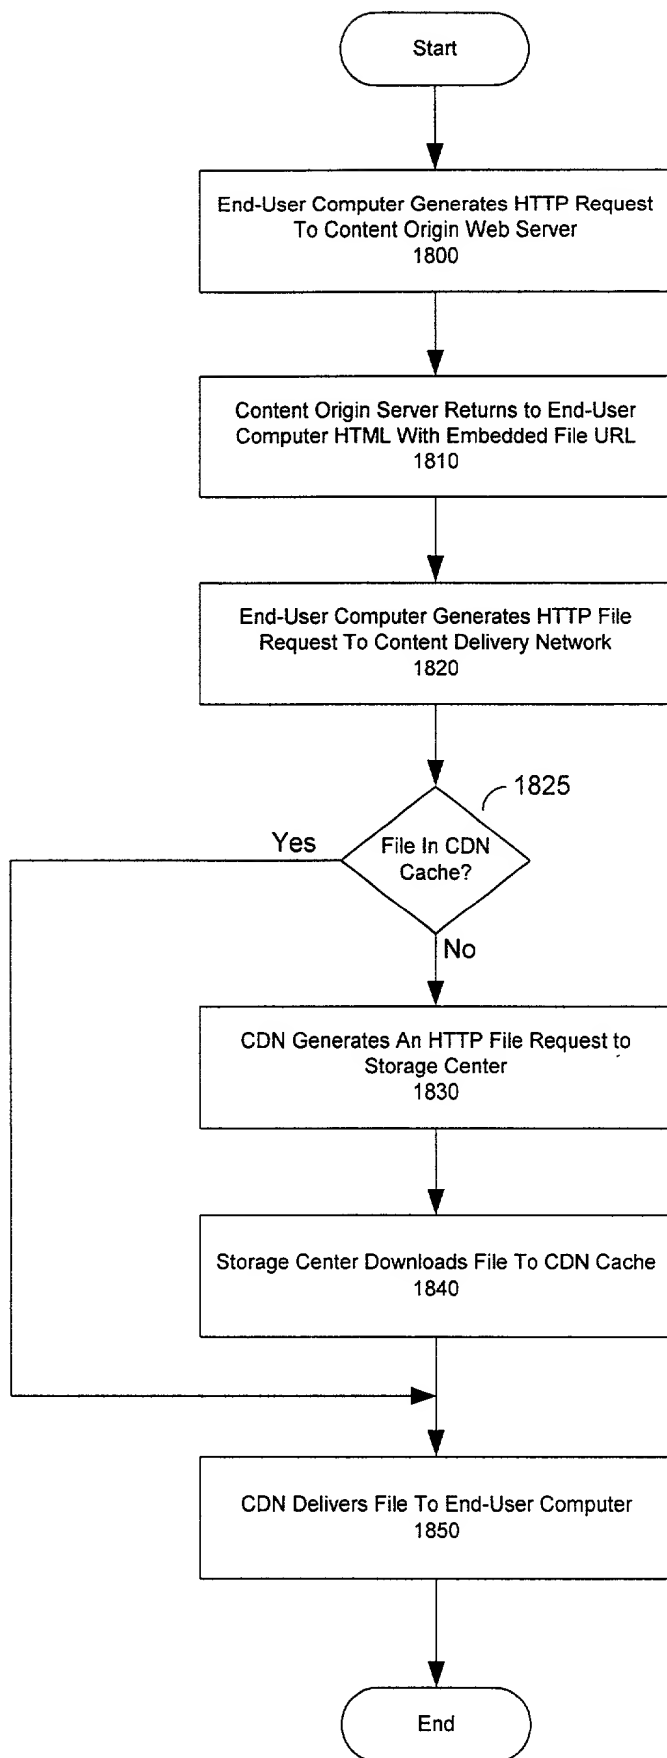 Start
End-User Computer Generates HTTP Request
To Content Origin Web Server
1800
Content Origin Server Returns to End-User
Computer HTML With Embedded File URL
1810
End-User Computer Generates HTTP File
Request To Content Delivery Network
1820
1825
Yes
File In CDN
Cache?
No
CDN Generates An HTTP File Request to
Storage Center
1830
Storage Center Downloads File To CDN Cache
1840
CDN Delivers File To End-User Computer
1850
End